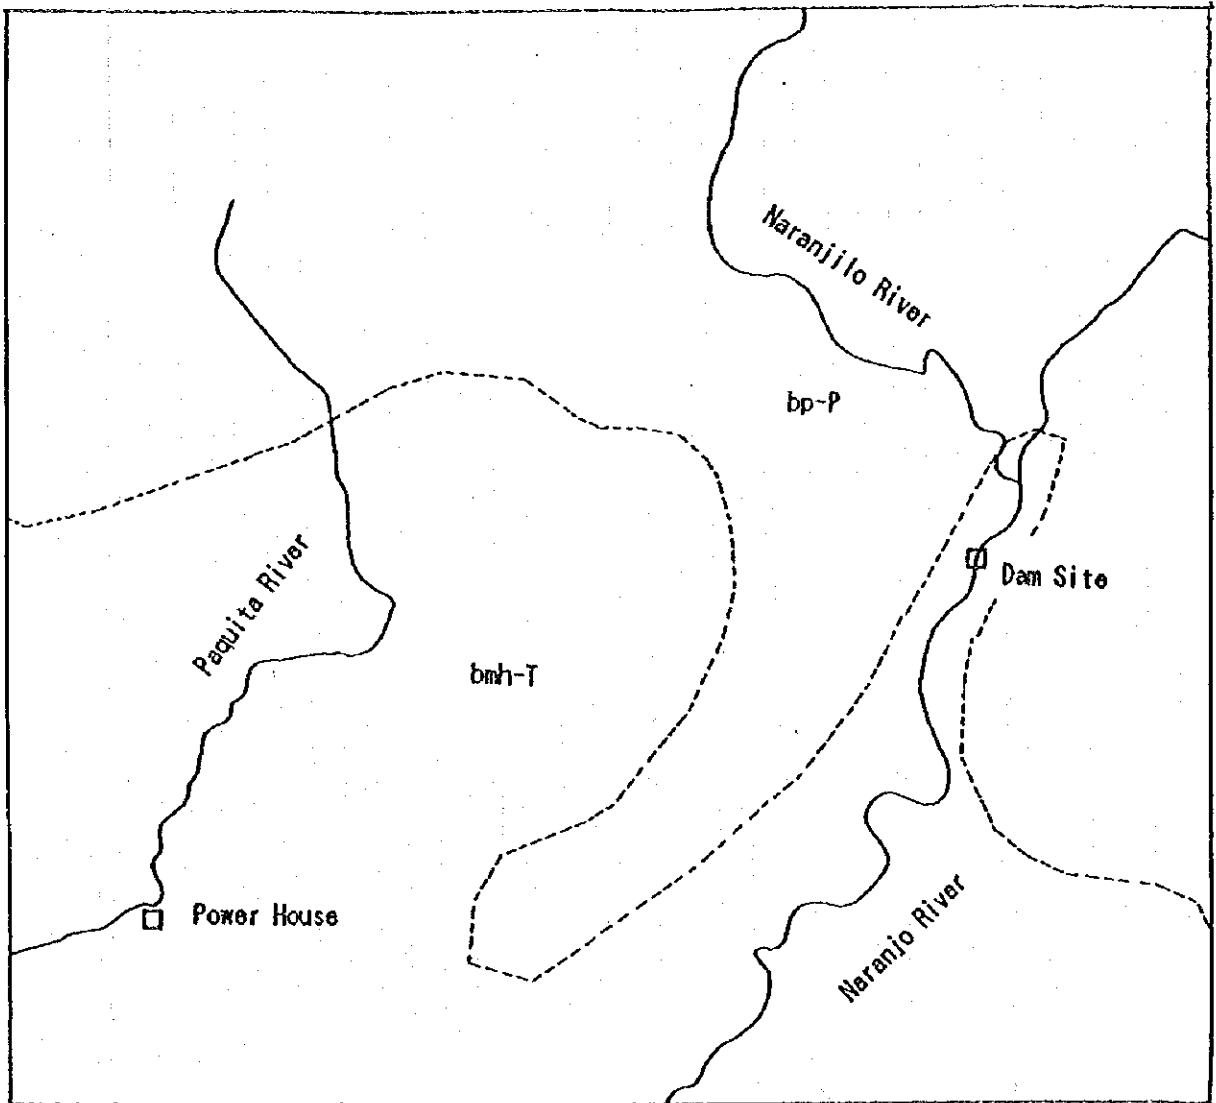 Naranjilo River
bp-P
Paquita River
Dam Site
bmh-T
Power House
Naranjo River